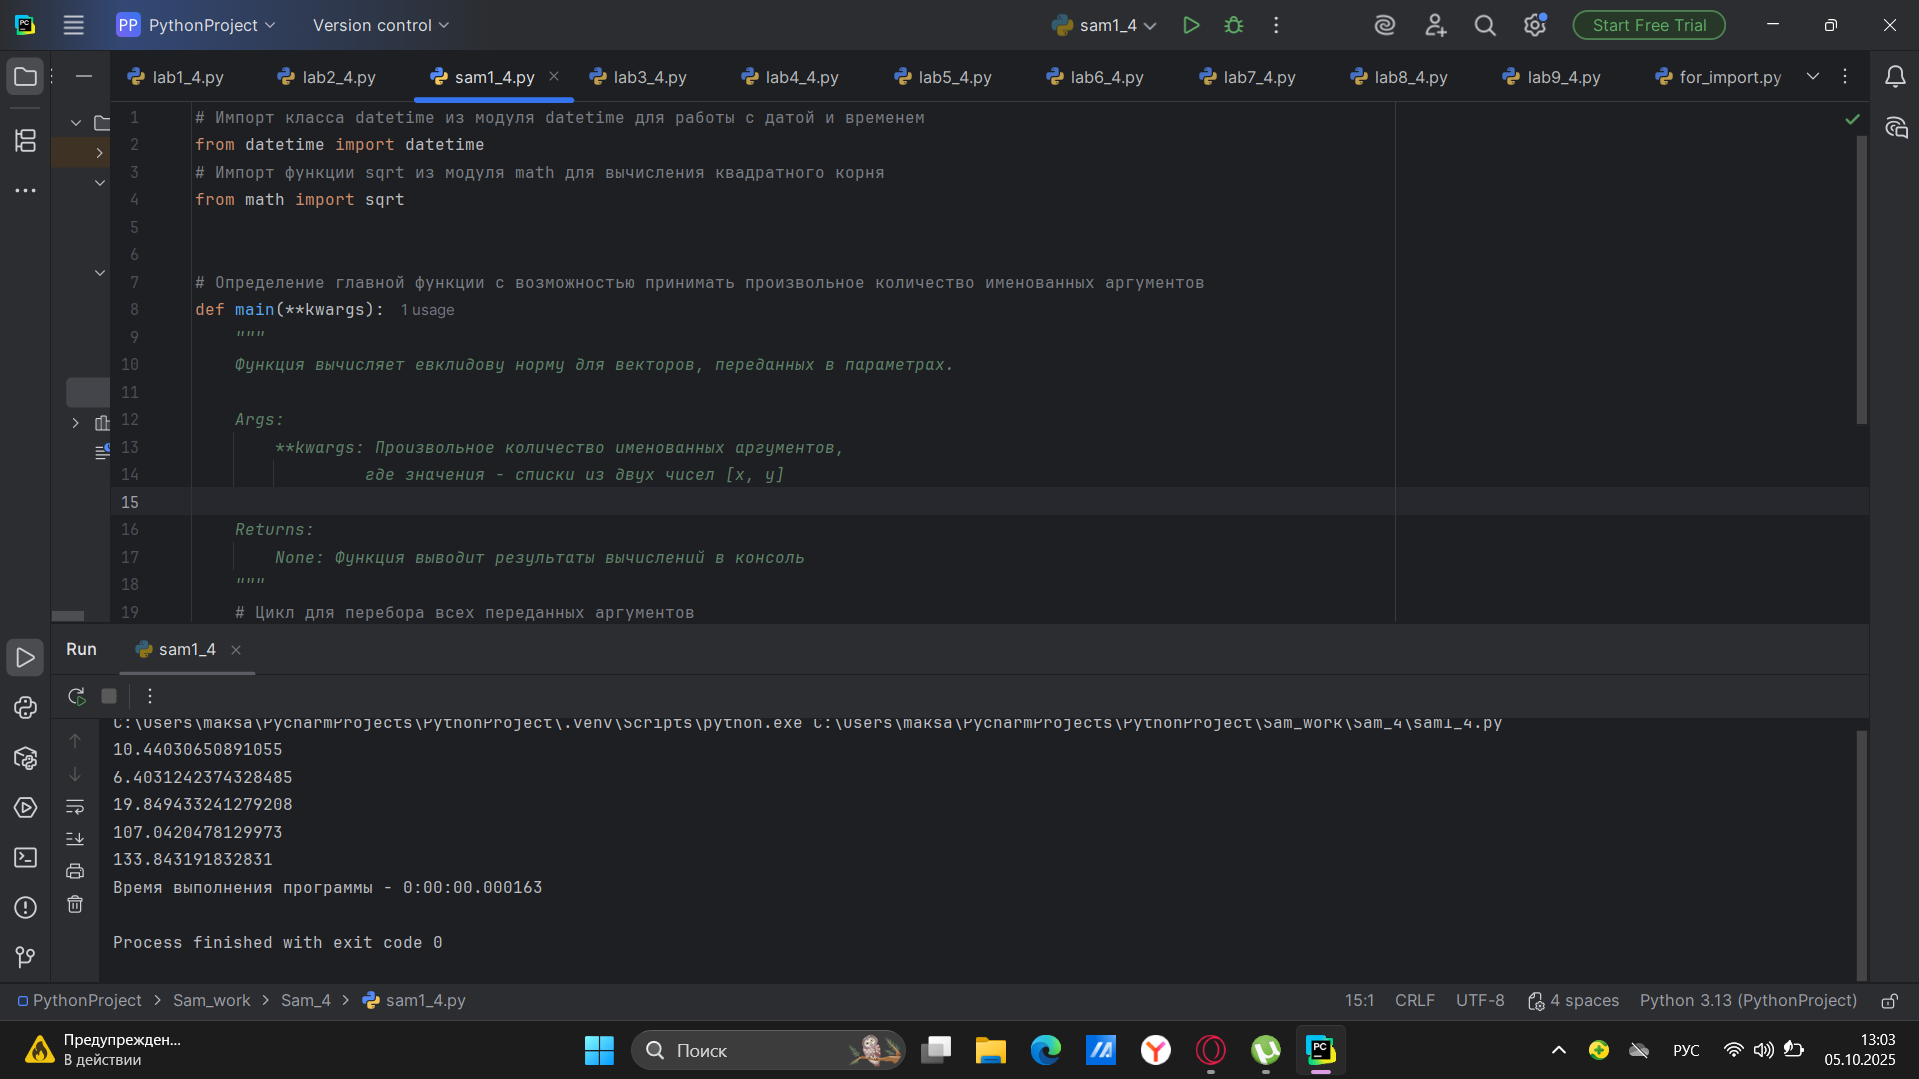 PP PythonProject Version control sam1_4 Start Free Trial
lab1_4.py lab2_4.py sam1_4.py lab3_4.py lab4_4.py lab5_4.py lab6_4.py lab7_4.py lab8_4.py lab9_4.py for_import.py
1 # Импорт класса datetime из модуля datetime для работы с датой и временем
2 from datetime import datetime
3 # Импорт функции sqrt из модуля math для вычисления квадратного корня
4 from math import sqrt
5
6
7 # Определение главной функции с возможностью принимать произвольное количество именованных аргументов
8 def main(**kwargs): 1 usage
9 """
10 Функция вычисляет евклидову норму для векторов, переданных в параметрах.
11
12 Args:
13 **kwargs: Произвольное количество именованных аргументов,
14 где значения - списки из двух чисел [x, y]
15
16 Returns:
17 None: Функция выводит результаты вычислений в консоль
18 """
19 # Цикл для перебора всех переданных аргументов
Run sam1_4
C:\Users\maksa\PycharmProjects\PythonProject\.venv\Scripts\python.exe C:\Users\maksa\PycharmProjects\PythonProject\Sam_work\Sam_4\sam1_4.py
10.44030650891055
6.4031242374328485
19.849433241279208
107.0420478129973
133.843191832831
Время выполнения программы - 0:00:00.000163
Process finished with exit code 0
PythonProject > Sam_work > Sam_4 > sam1_4.py 15:1 CRLF UTF-8 4 spaces Python 3.13 (PythonProject)
Предупрежден...
В действии
Поиск
РУС
13:03
05.10.2025